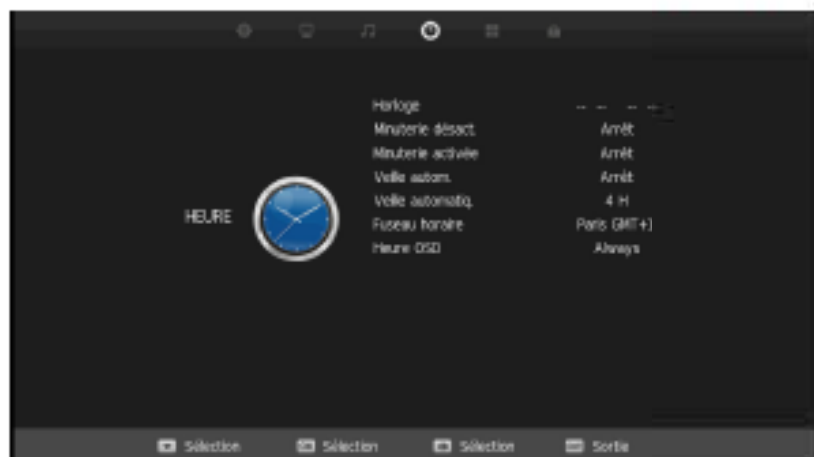 Horloge -- -- -- --
Minuterie désact. Arrêt
Minuterie activée Arrêt
Veille autom. Arrêt
Veille automatiq. 4 H
HEURE
Fuseau horaire Paris GMT+1
Heure OSD Always
Sélection Sélection Sélection Sortie